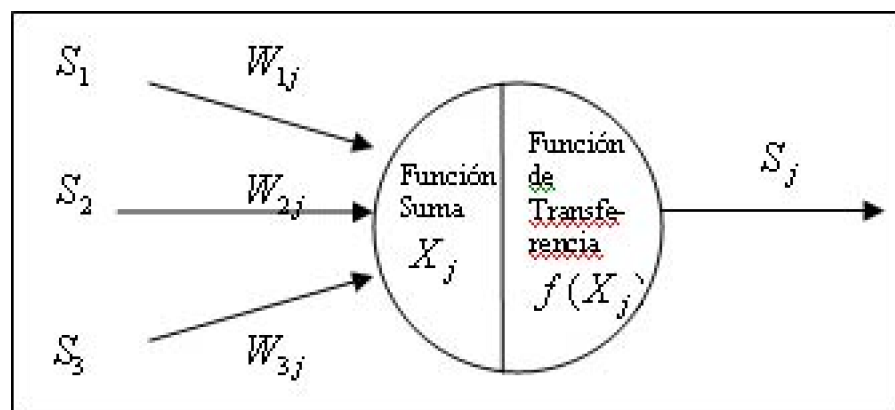 S₁ W₁ⱼ
Función
Suma
Xⱼ
Función
de
Transfe-
rencia
f(Xⱼ)
S₂ W₂ⱼ
Sⱼ
S₃ W₃ⱼ